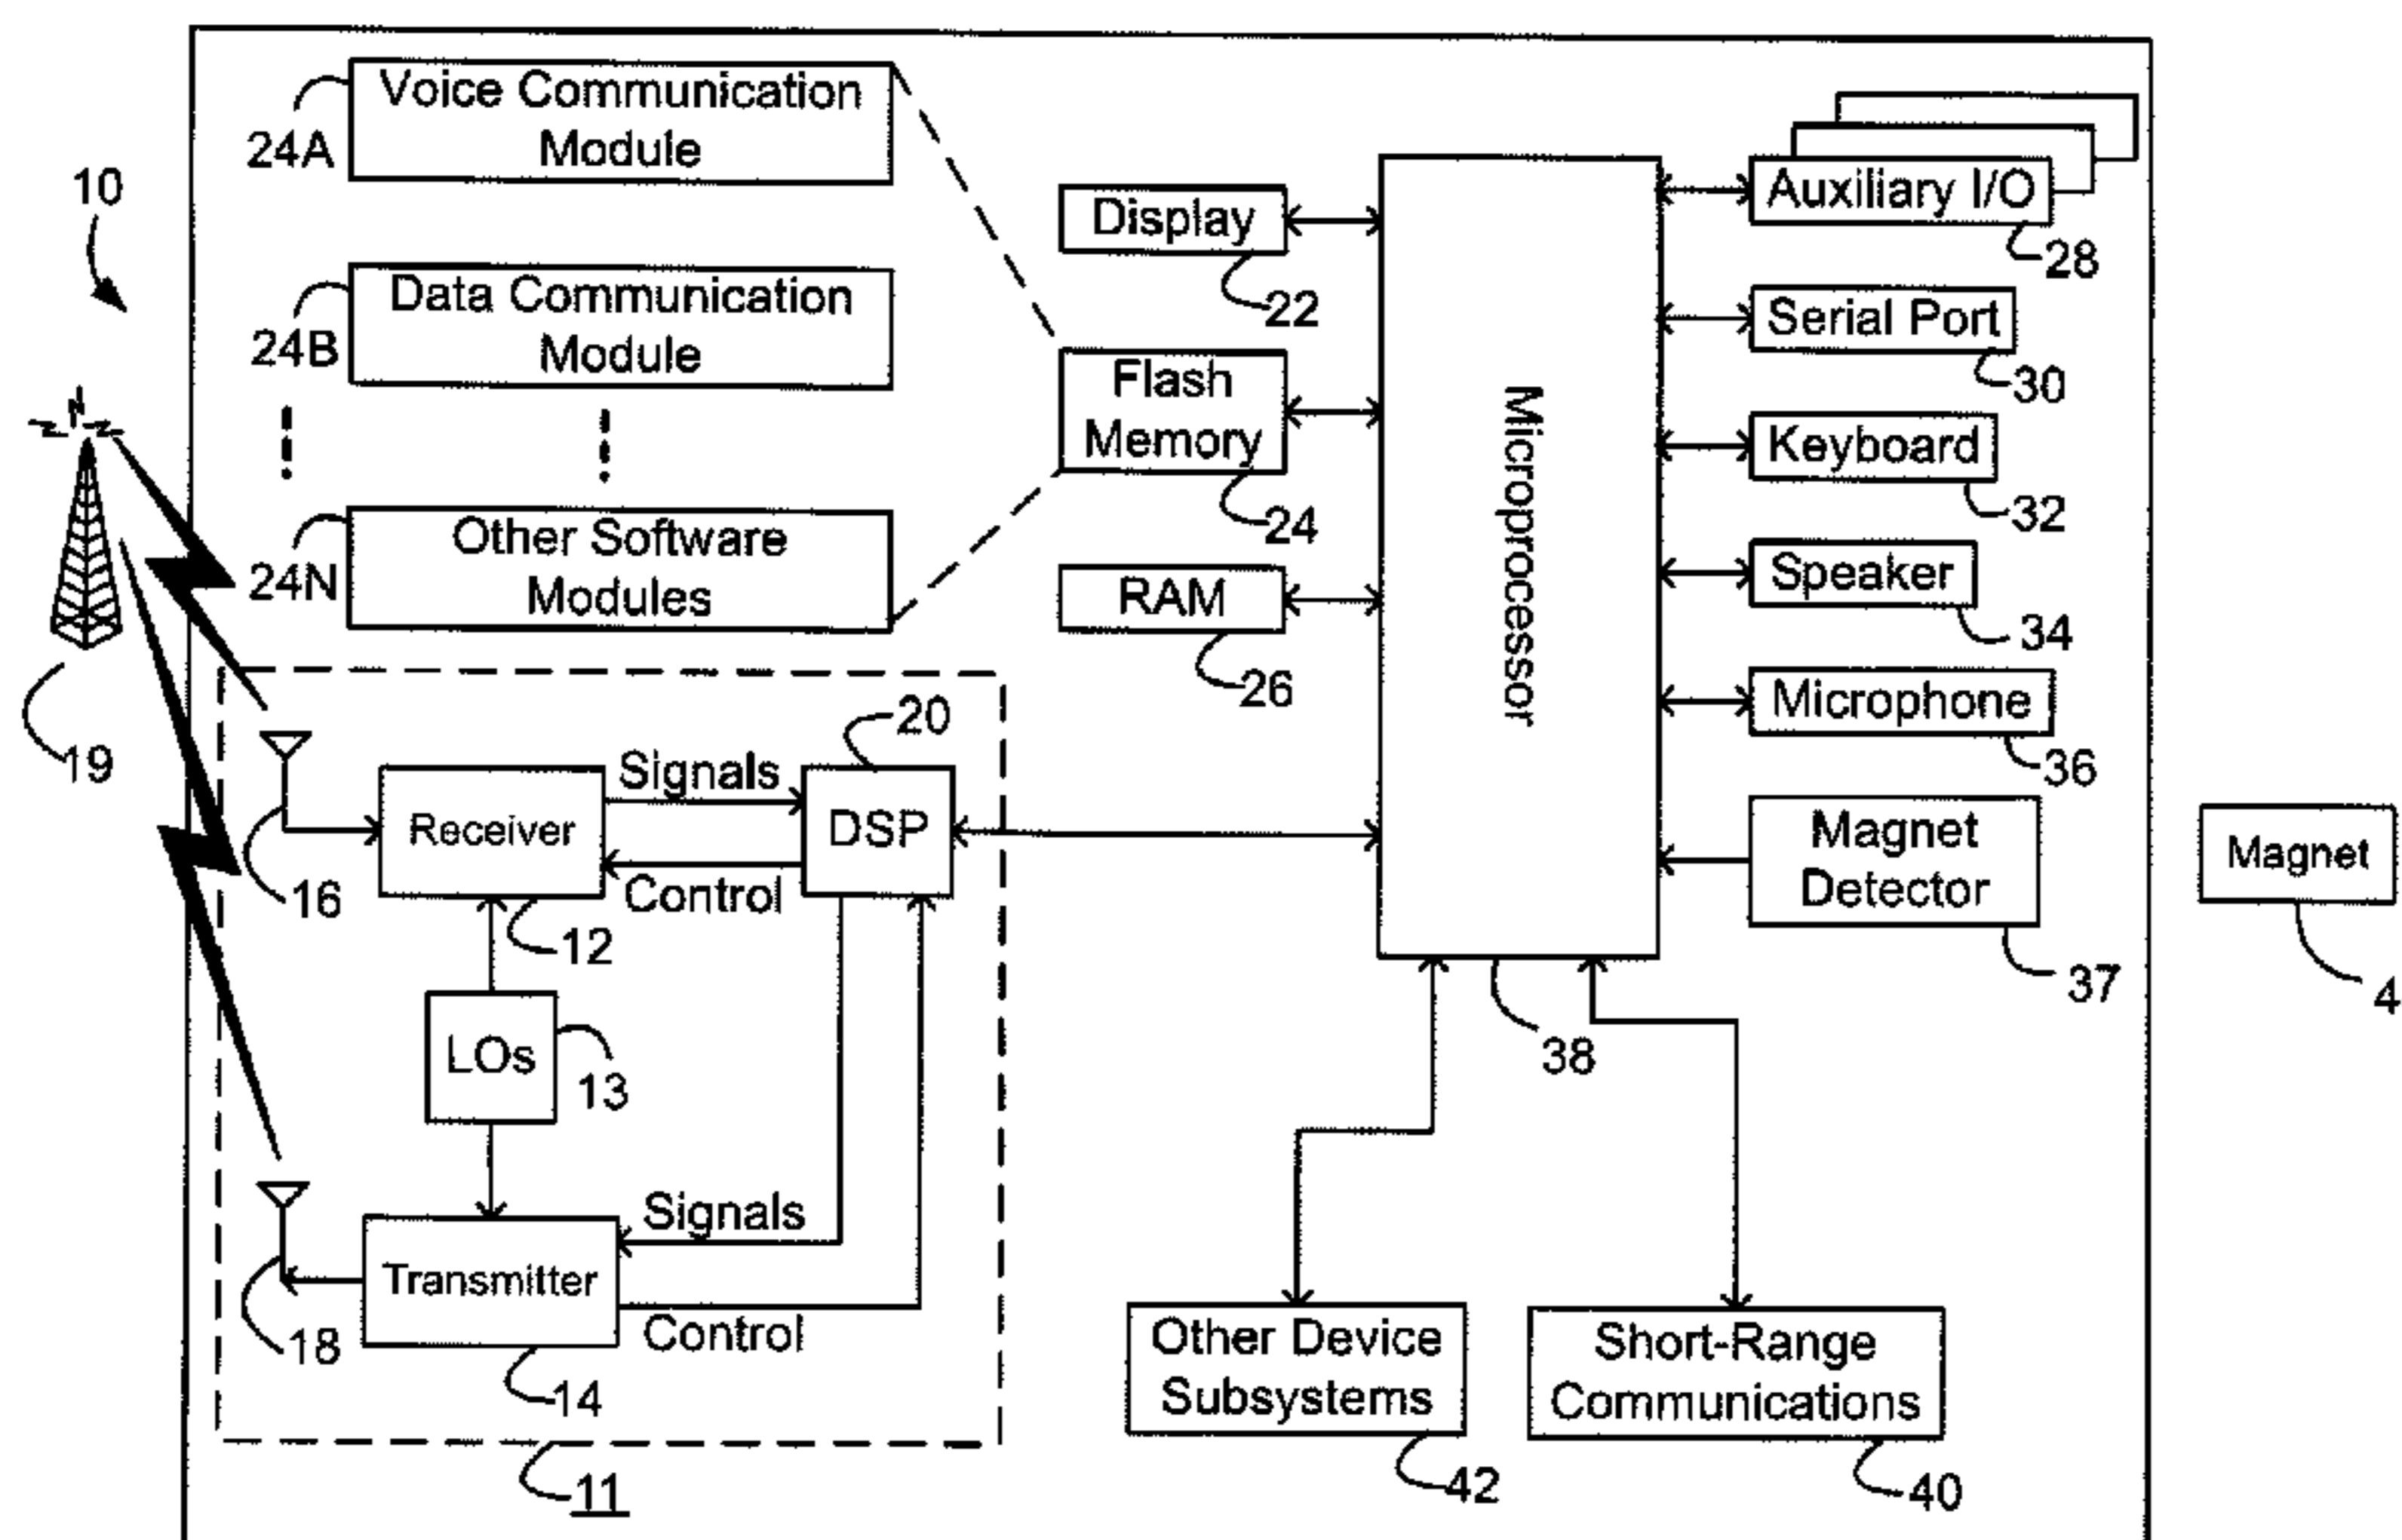 Voice Communication
Module
24A
10
Data Communication
Module
24B
Other Software
Modules
24N
19
Display
22
Flash
Memory
24
RAM
26
Microprocessor
38
Auxiliary I/O
28
Serial Port
30
Keyboard
32
Speaker
34
Microphone
36
Magnet
Detector
37
Magnet
4
20
Signals
Receiver
DSP
Control
16
12
LOs
13
Signals
Transmitter
Control
18
14
11
Other Device
Subsystems
42
Short-Range
Communications
40